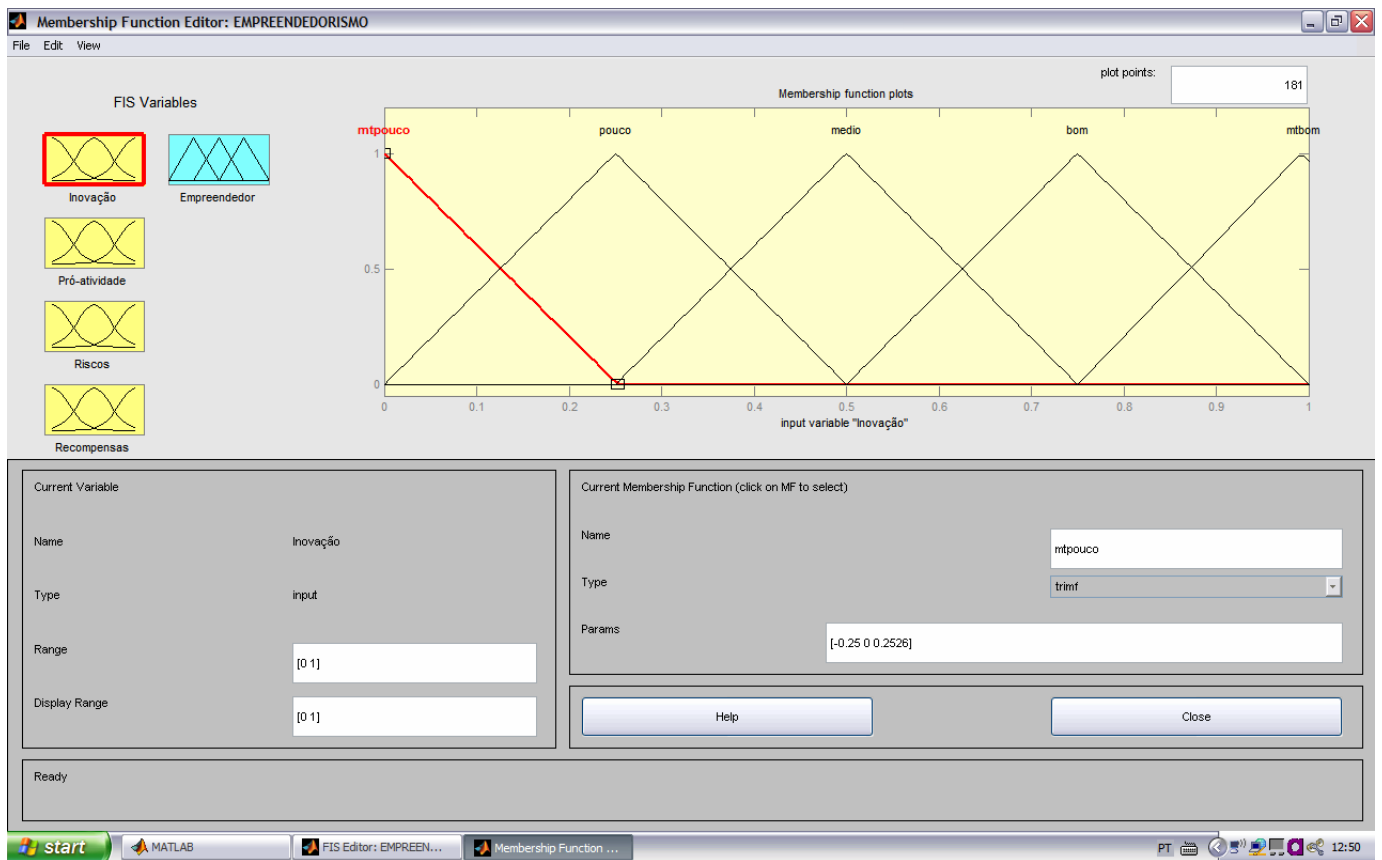 Membership Function Editor: EMPREENDEDORISMO
File Edit View
plot points:
181
FIS Variables
Membership function plots
mtpouco pouco medio bom mtbom
1
0.5
0
0 0.1 0.2 0.3 0.4 0.5 0.6 0.7 0.8 0.9 1
input variable "Inovação"
Inovação Empreendedor
Pró-atividade
Riscos
Recompensas
Current Variable
Name Inovação
Type input
Range [0 1]
Display Range [0 1]
Current Membership Function (click on MF to select)
Name mtpouco
Type trimf
Params [-0.25 0 0.2526]
Help Close
Ready
start MATLAB FIS Editor: EMPREEN... Membership Function ... PT 12:50